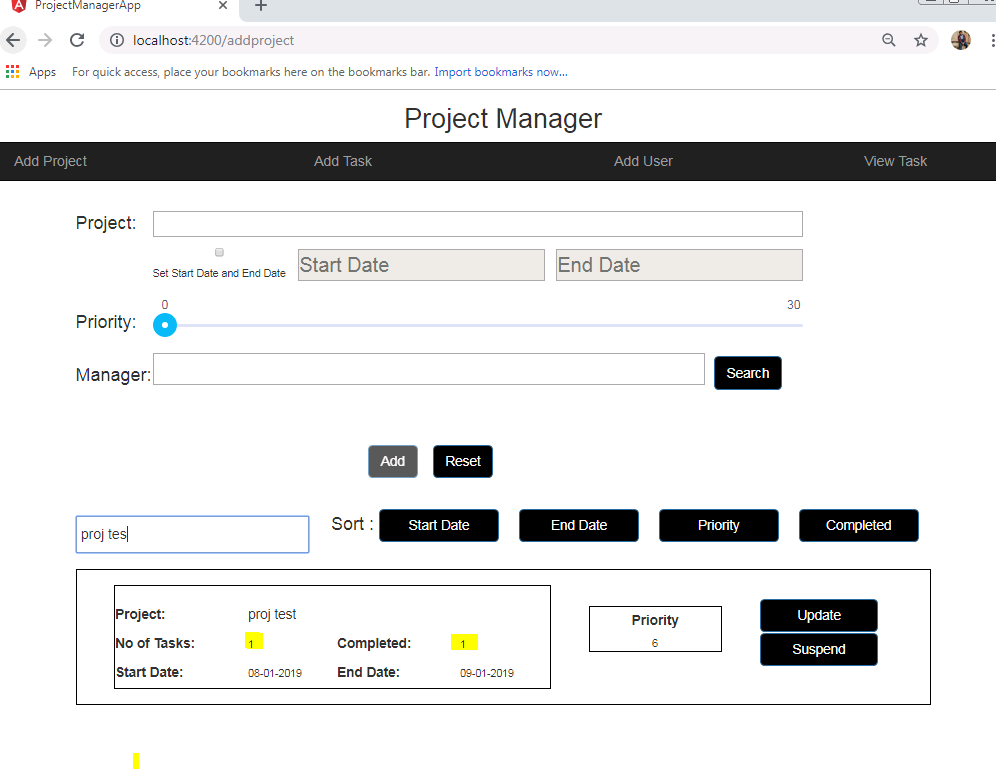 ProjectManagerApp
localhost:4200/addproject
Apps For quick access, place your bookmarks here on the bookmarks bar. Import bookmarks now...
Project Manager
Add Project Add Task Add User View Task
Project:
Set Start Date and End Date Start Date End Date
0 30
Priority:
Manager: Search
Add Reset
proj tes Sort : Start Date End Date Priority Completed
Project: proj test
No of Tasks: 1 Completed: 1
Start Date: 08-01-2019 End Date: 09-01-2019
Priority
6
Update
Suspend